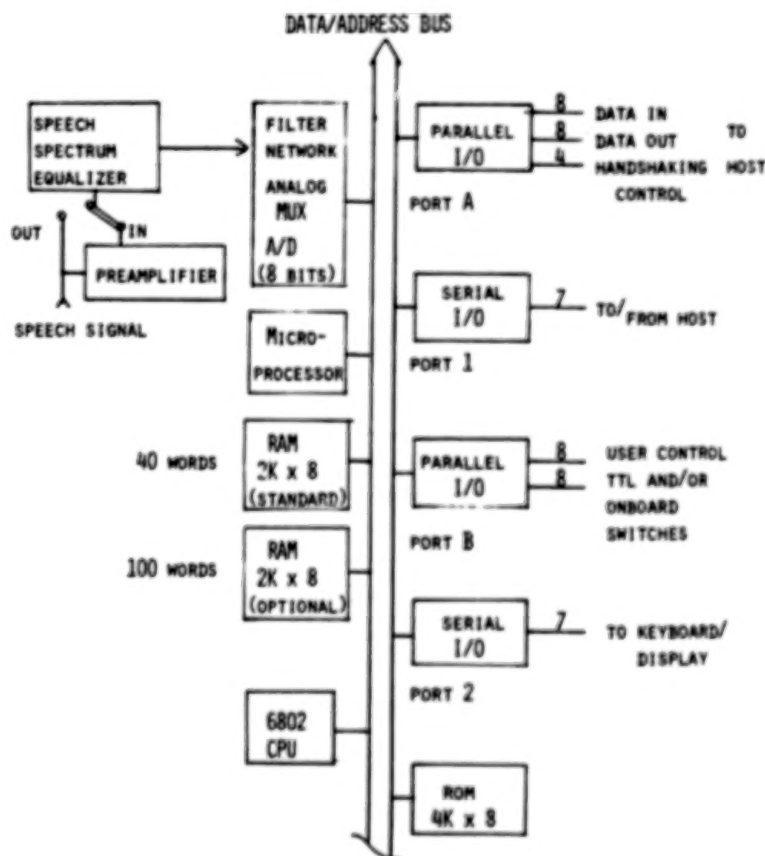 DATA/ADDRESS BUS
SPEECH
SPECTRUM
EQUALIZER
OUT
IN
PREAMPLIFIER
SPEECH SIGNAL
FILTER
NETWORK
ANALOG
MUX
A/D
(8 BITS)
MICRO-
PROCESSOR
40 WORDS
RAM
2K x 8
(STANDARD)
100 WORDS
RAM
2K x 8
(OPTIONAL)
6802
CPU
PARALLEL
I/O
PORT A
8 DATA IN
8 DATA OUT
4 HANDSHAKING
CONTROL
TO
HOST
SERIAL
I/O
PORT 1
7 TO/FROM HOST
PARALLEL
I/O
PORT B
8 USER CONTROL
8 TTL AND/OR
ONBOARD
SWITCHES
SERIAL
I/O
PORT 2
7 TO KEYBOARD/
DISPLAY
ROM
4K x 8